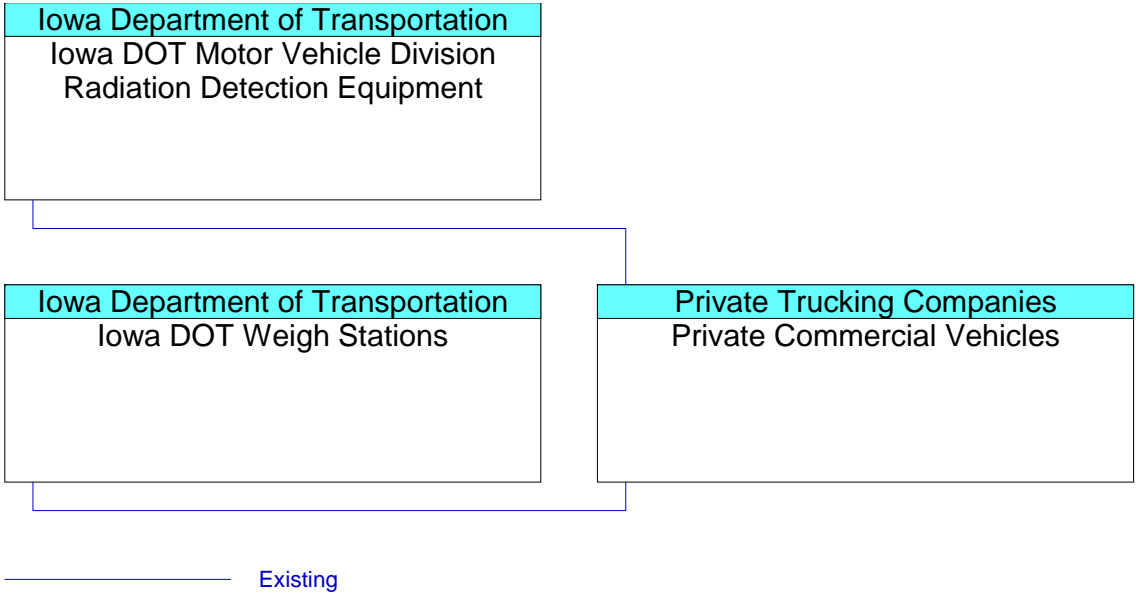 Iowa Department of Transportation
Iowa DOT Motor Vehicle Division
Radiation Detection Equipment
Iowa Department of Transportation
Iowa DOT Weigh Stations
Private Trucking Companies
Private Commercial Vehicles
Existing